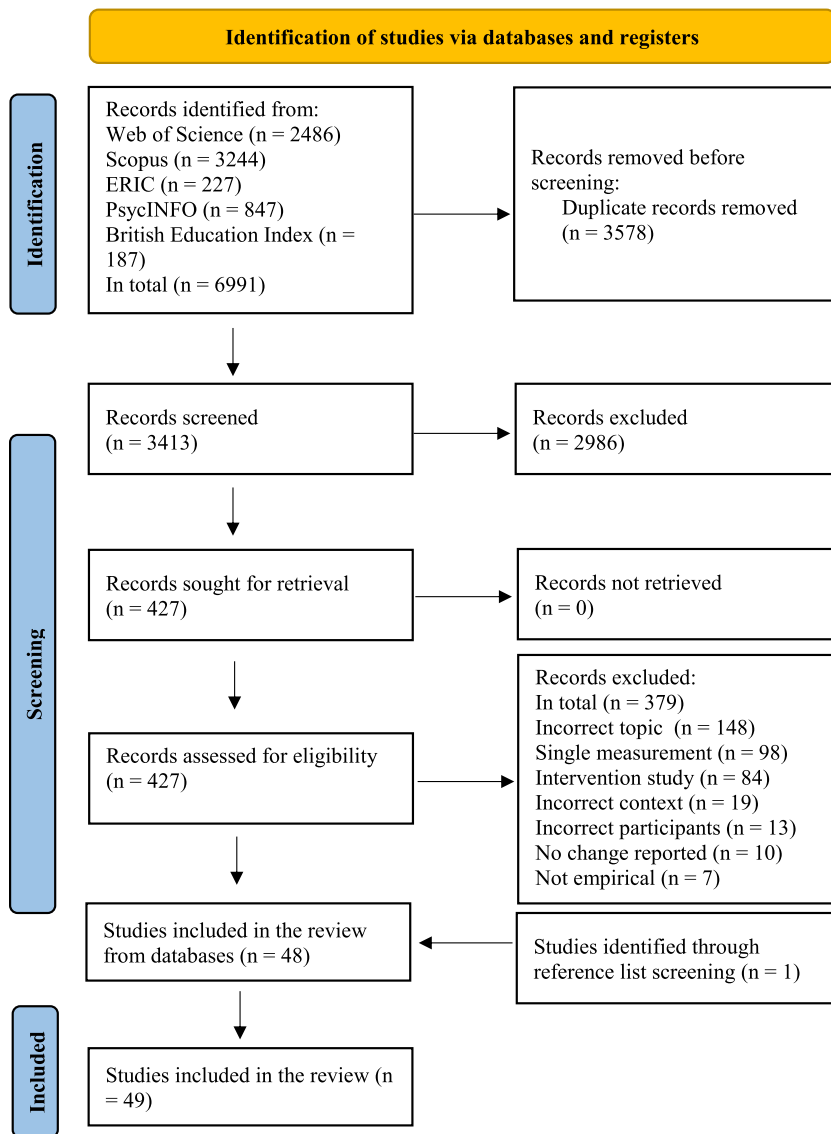 Identification of studies via databases and registers
Identification
Records identified from:
Web of Science (n = 2486)
Scopus (n = 3244)
ERIC (n = 227)
PsycINFO (n = 847)
British Education Index (n =
187)
In total (n = 6991)
Records removed before
screening:
Duplicate records removed
(n = 3578)
Screening
Records screened
(n = 3413)
Records excluded
(n = 2986)
Records sought for retrieval
(n = 427)
Records not retrieved
(n = 0)
Records assessed for eligibility
(n = 427)
Records excluded:
In total (n = 379)
Incorrect topic  (n = 148)
Single measurement (n = 98)
Intervention study (n = 84)
Incorrect context (n = 19)
Incorrect participants (n = 13)
No change reported (n = 10)
Not empirical (n = 7)
Studies included in the review
from databases (n = 48)
Studies identified through
reference list screening (n = 1)
Included
Studies included in the review (n
= 49)